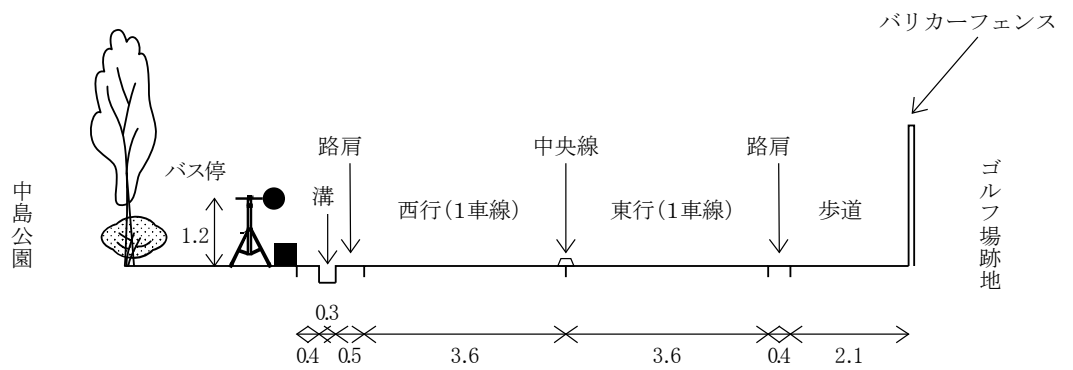 バリカーフェンス
路肩
中央線
路肩
バス停
溝
中島公園
西行(1車線)
東行(1車線)
歩道
ゴルフ場跡地
1.2
0.3
0.4
0.5
3.6
3.6
0.4
2.1